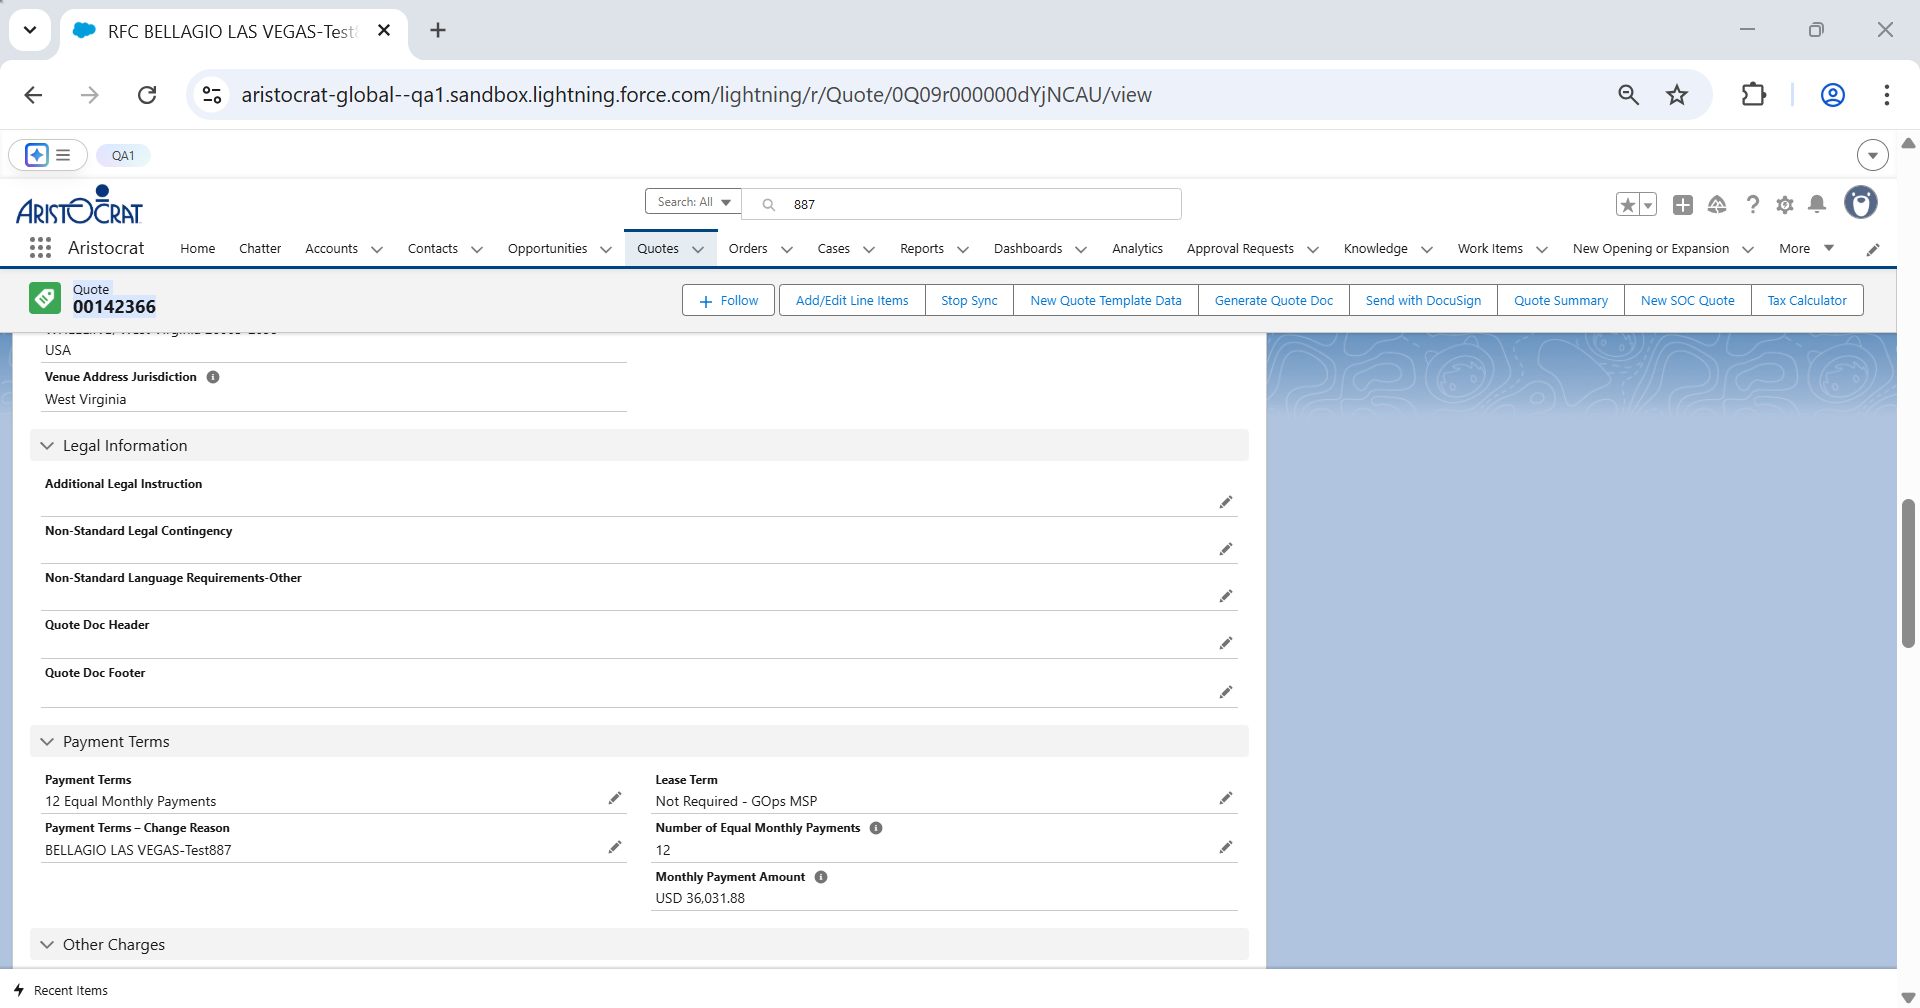 RFC BELLAGIO LAS VEGAS-Test
aristocrat-global--qa1.sandbox.lightning.force.com/lightning/r/Quote/0Q09r000000dYjNCAU/view
QA1
ARISTOCRAT
Search: All
887
Aristocrat
Home
Chatter
Accounts
Contacts
Opportunities
Quotes
Orders
Cases
Reports
Dashboards
Analytics
Approval Requests
Knowledge
Work Items
New Opening or Expansion
More
Quote
00142366
Follow
Add/Edit Line Items
Stop Sync
New Quote Template Data
Generate Quote Doc
Send with DocuSign
Quote Summary
New SOC Quote
Tax Calculator
USA
Venue Address Jurisdiction
West Virginia
Legal Information
Additional Legal Instruction
Non-Standard Legal Contingency
Non-Standard Language Requirements-Other
Quote Doc Header
Quote Doc Footer
Payment Terms
Payment Terms
12 Equal Monthly Payments
Lease Term
Not Required - GOps MSP
Payment Terms – Change Reason
BELLAGIO LAS VEGAS-Test887
Number of Equal Monthly Payments
12
Monthly Payment Amount
USD 36,031.88
Other Charges
Recent Items